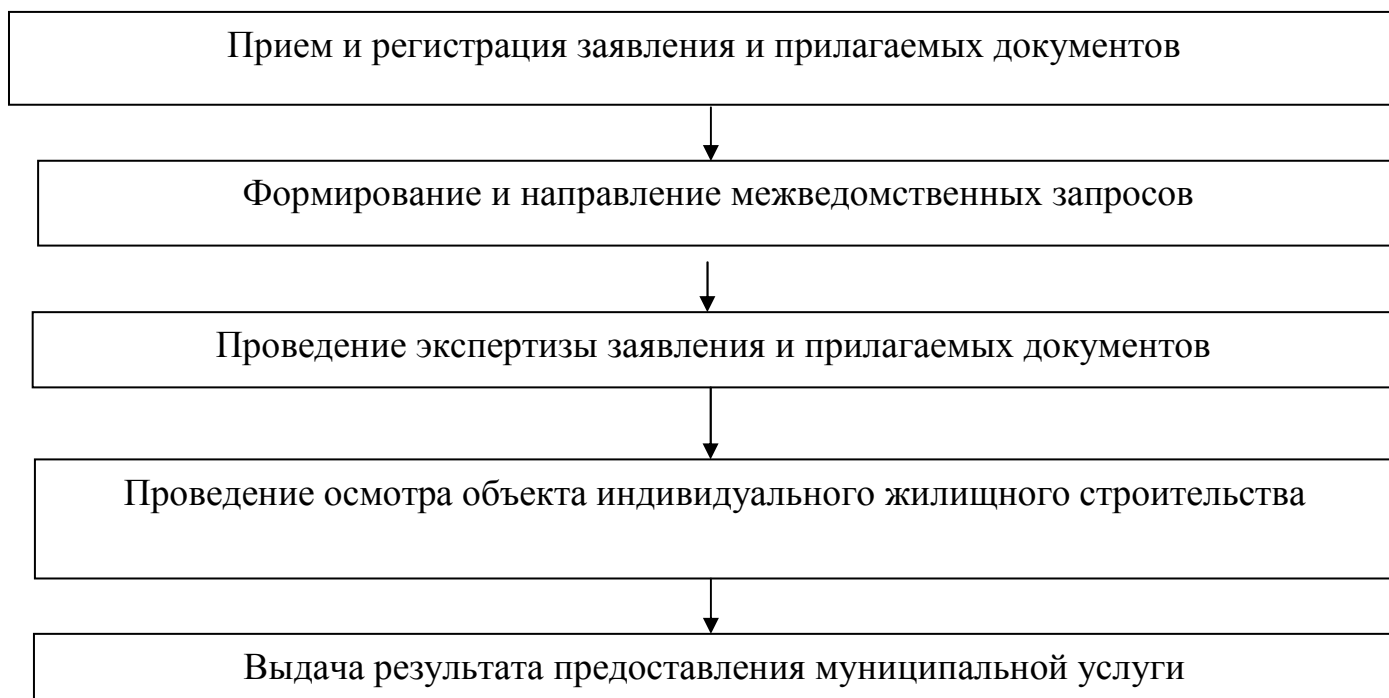 Прием и регистрация заявления и прилагаемых документов
Формирование и направление межведомственных запросов
Проведение экспертизы заявления и прилагаемых документов
Проведение осмотра объекта индивидуального жилищного строительства
Выдача результата предоставления муниципальной услуги